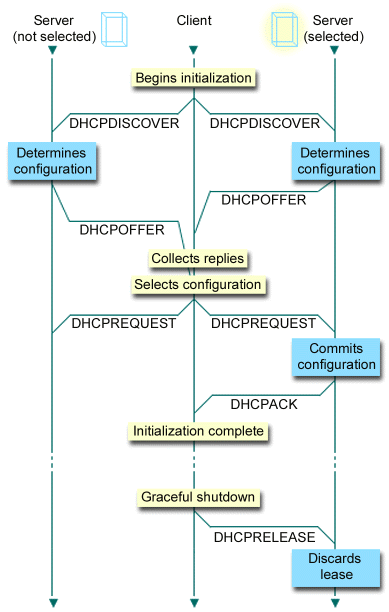 Server
(not selected)
Client
Server
(selected)
Begins initialization
DHCPDISCOVER
DHCPDISCOVER
Determines
configuration
Determines
configuration
DHCPOFFER
DHCPOFFER
Collects replies
Selects configuration
DHCPREQUEST
DHCPREQUEST
Commits
configuration
DHCPACK
Initialization complete
Graceful shutdown
DHCPRELEASE
Discards
lease